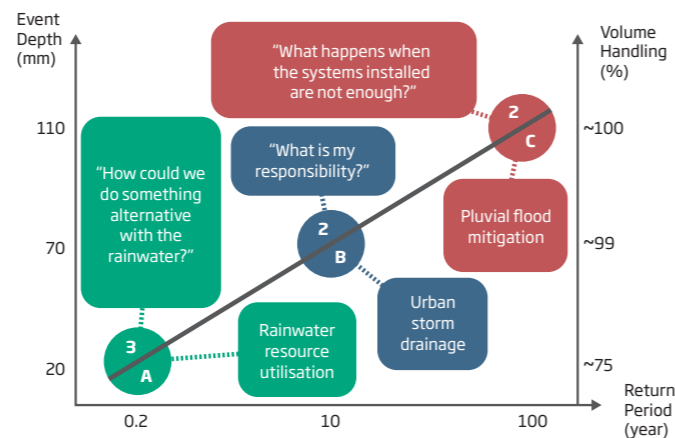 Event
Depth
(mm)
110
70
20
Volume
Handling
(%)
~100
~99
~75
“What happens when
the systems installed
are not enough?”
“How could we
do something
alternative
with the
rainwater?”
“What is my
responsibility?”
2
C
2
B
3
A
Pluvial flood
mitigation
Urban
storm
drainage
Rainwater
resource
utilisation
0.2
10
100
Return
Period
(year)